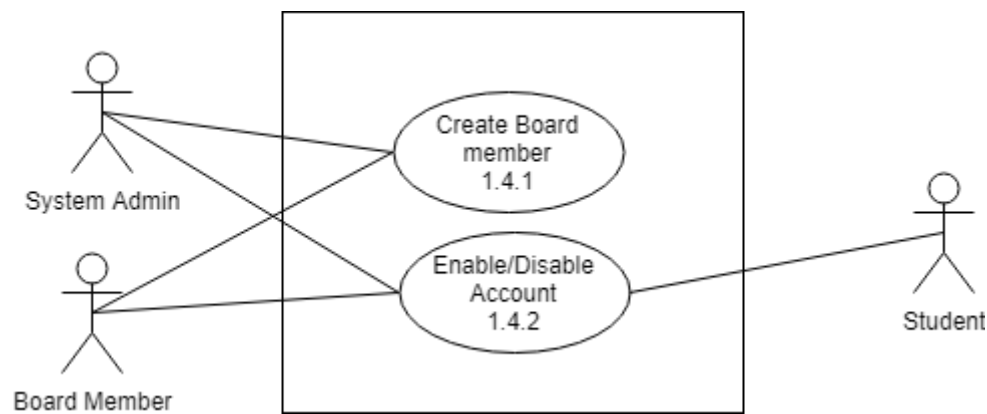 System Admin
Board Member
Create Board
member
1.4.1
Enable/Disable
Account
1.4.2
Student